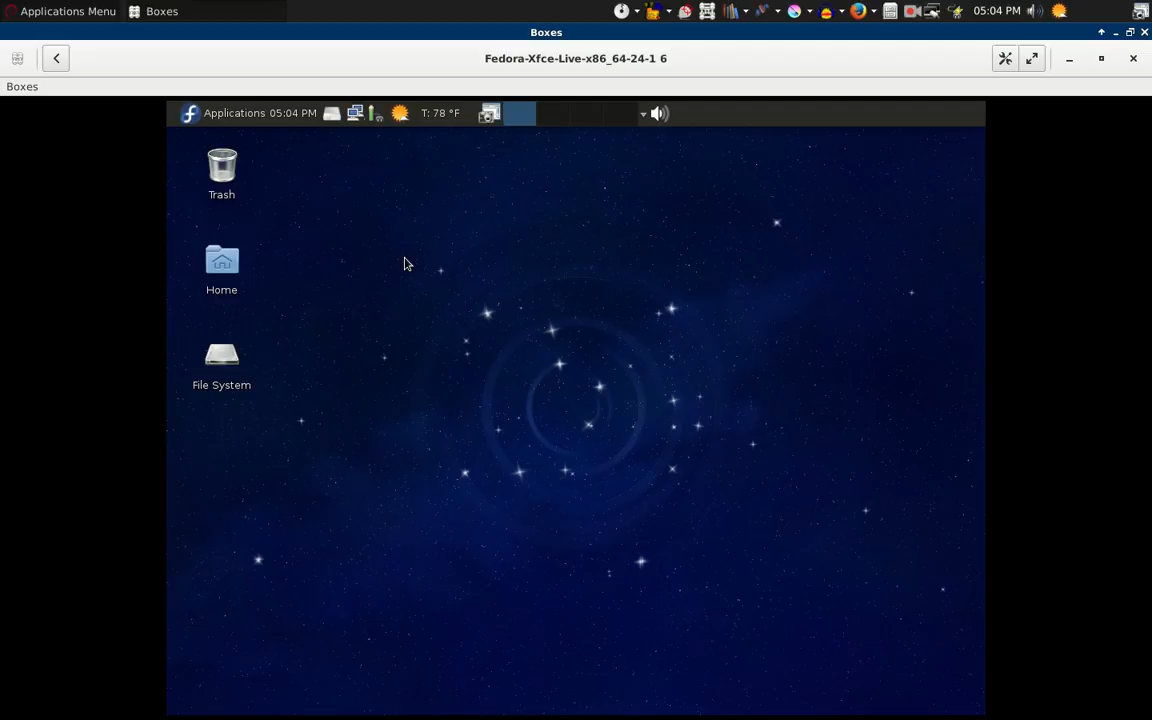 Applications Menu Boxes 05:04 PM
Boxes
Fedora-Xfce-Live-x86_64-24-1 6
Boxes
Applications 05:04 PM T: 78 °F
Trash
Home
File System